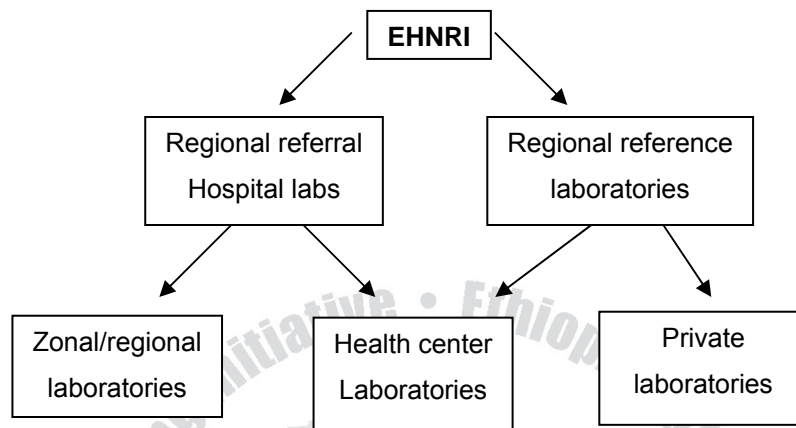 EHNRI
Regional referral
Hospital labs
Regional reference
laboratories
Zonal/regional
laboratories
Health center
Laboratories
Private
laboratories